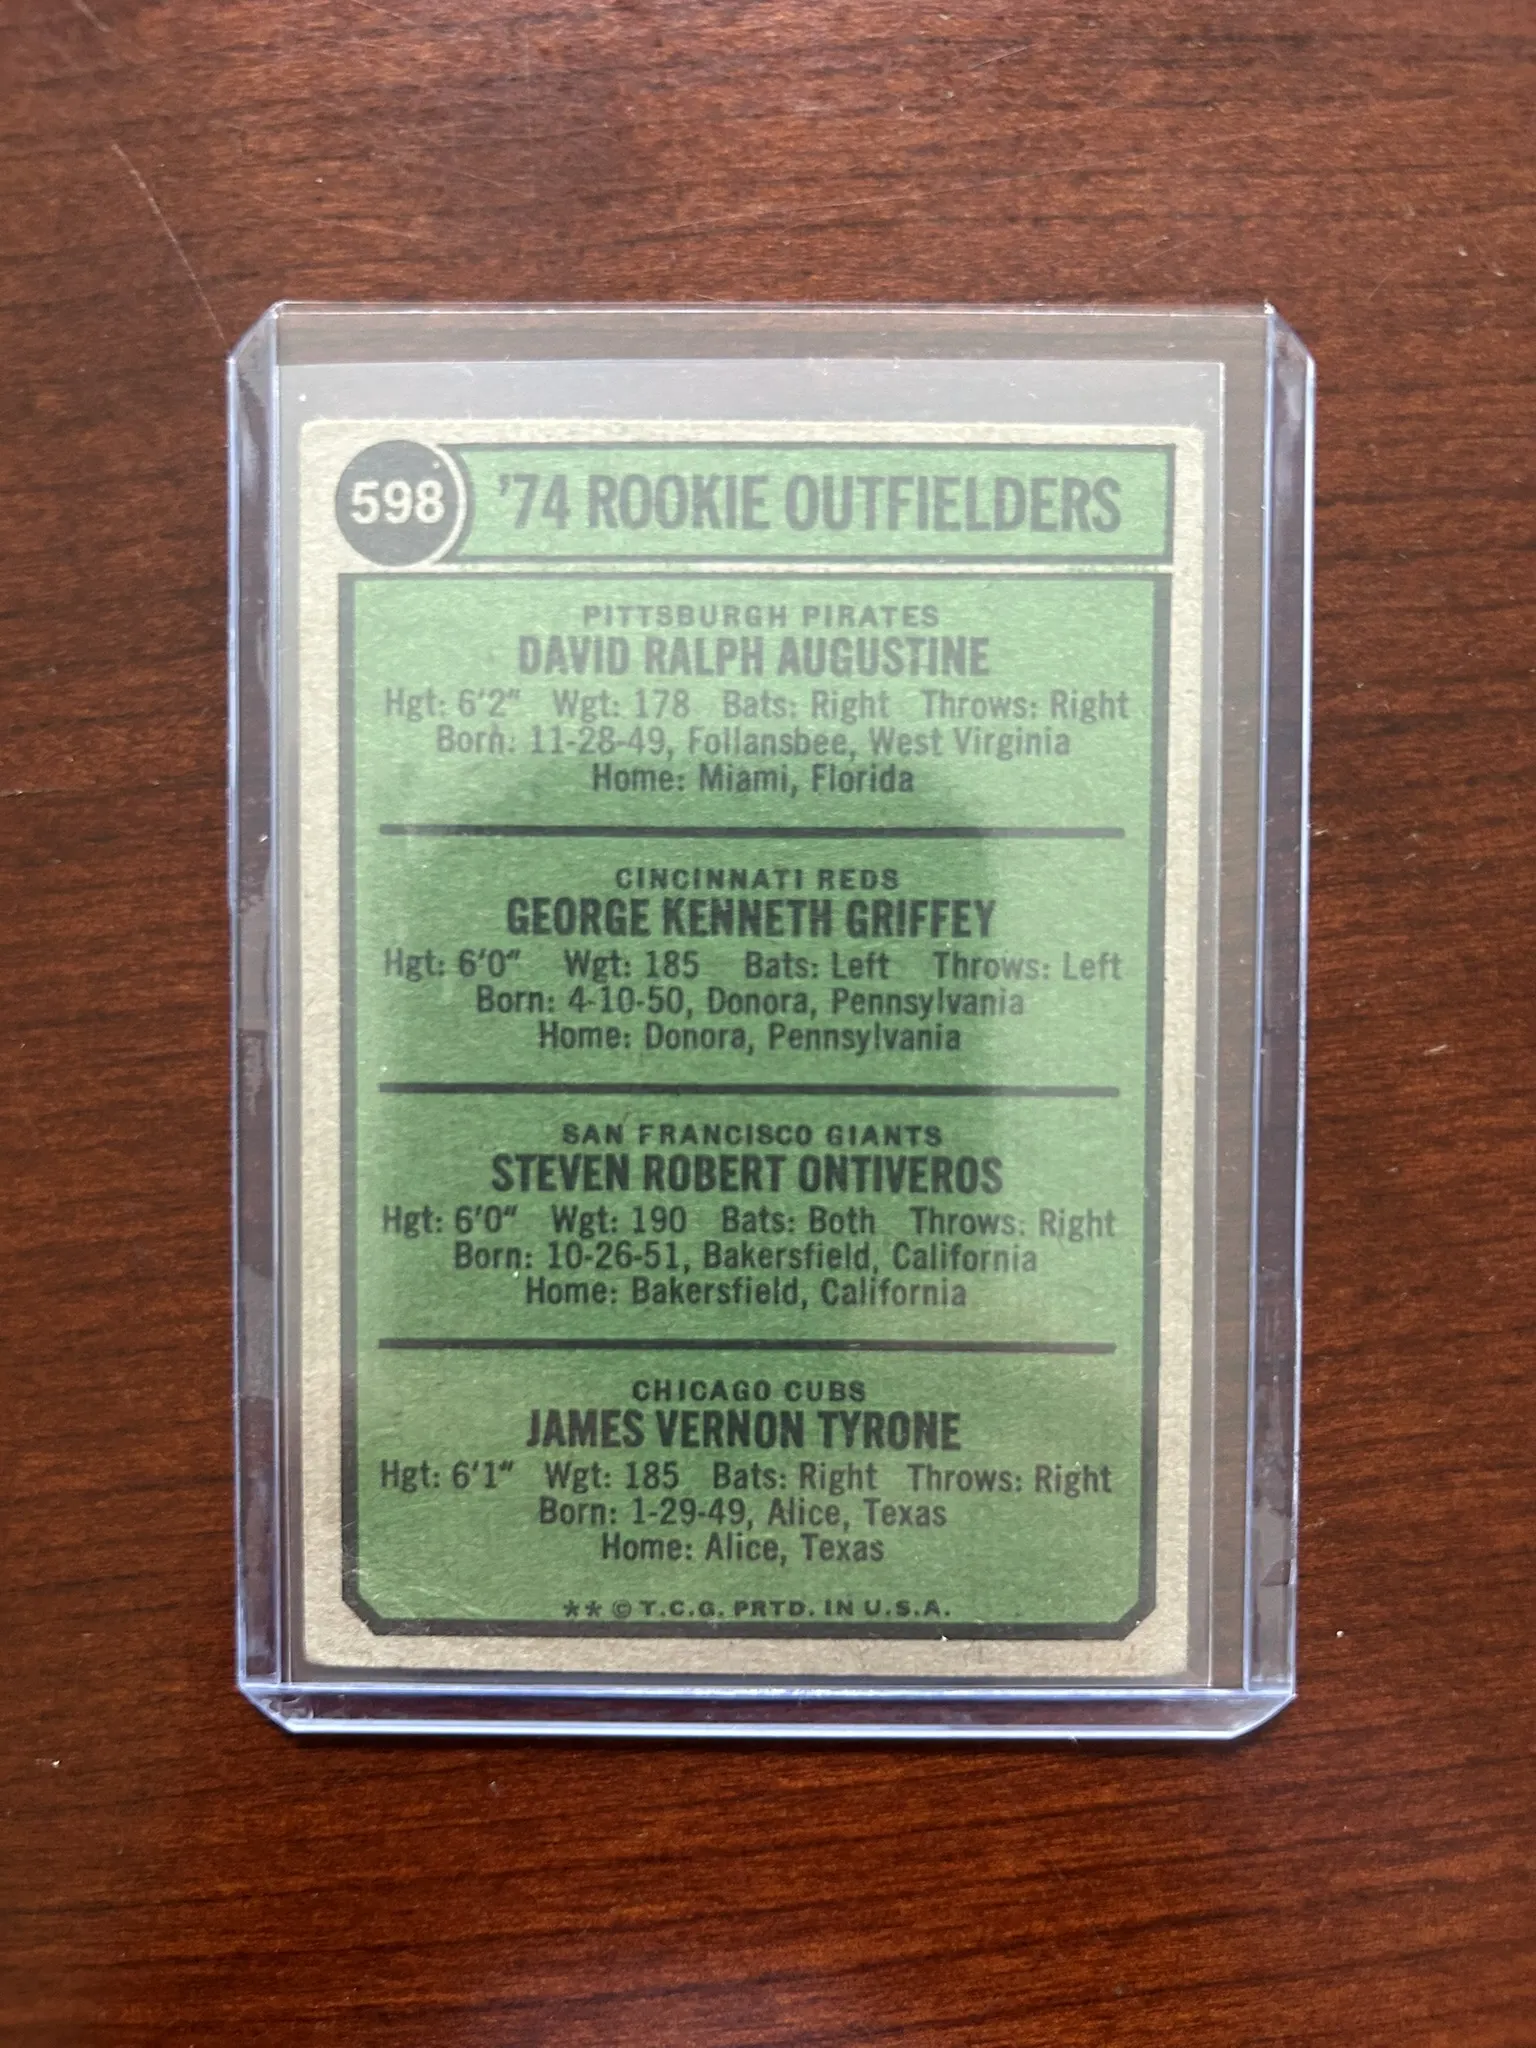 598
'74 ROOKIE OUTFIELDERS
PITTSBURGH PIRATES
DAVID RALPH AUGUSTINE
Hgt: 6'2" Wgt: 178 Bats: Right Throws: Right
Born: 11-28-49, Follansbee, West Virginia
Home: Miami, Florida
CINCINNATI REDS
GEORGE KENNETH GRIFFEY
Hgt: 6'0" Wgt: 185 Bats: Left Throws: Left
Born: 4-10-50, Donora, Pennsylvania
Home: Donora, Pennsylvania
SAN FRANCISCO GIANTS
STEVEN ROBERT ONTIVEROS
Hgt: 6'0" Wgt: 190 Bats: Both Throws: Right
Born: 10-26-51, Bakersfield, California
Home: Bakersfield, California
CHICAGO CUBS
JAMES VERNON TYRONE
Hgt: 6'1" Wgt: 185 Bats: Right Throws: Right
Born: 1-29-49, Alice, Texas
Home: Alice, Texas
** © T.C.G. PRTD. IN U.S.A.